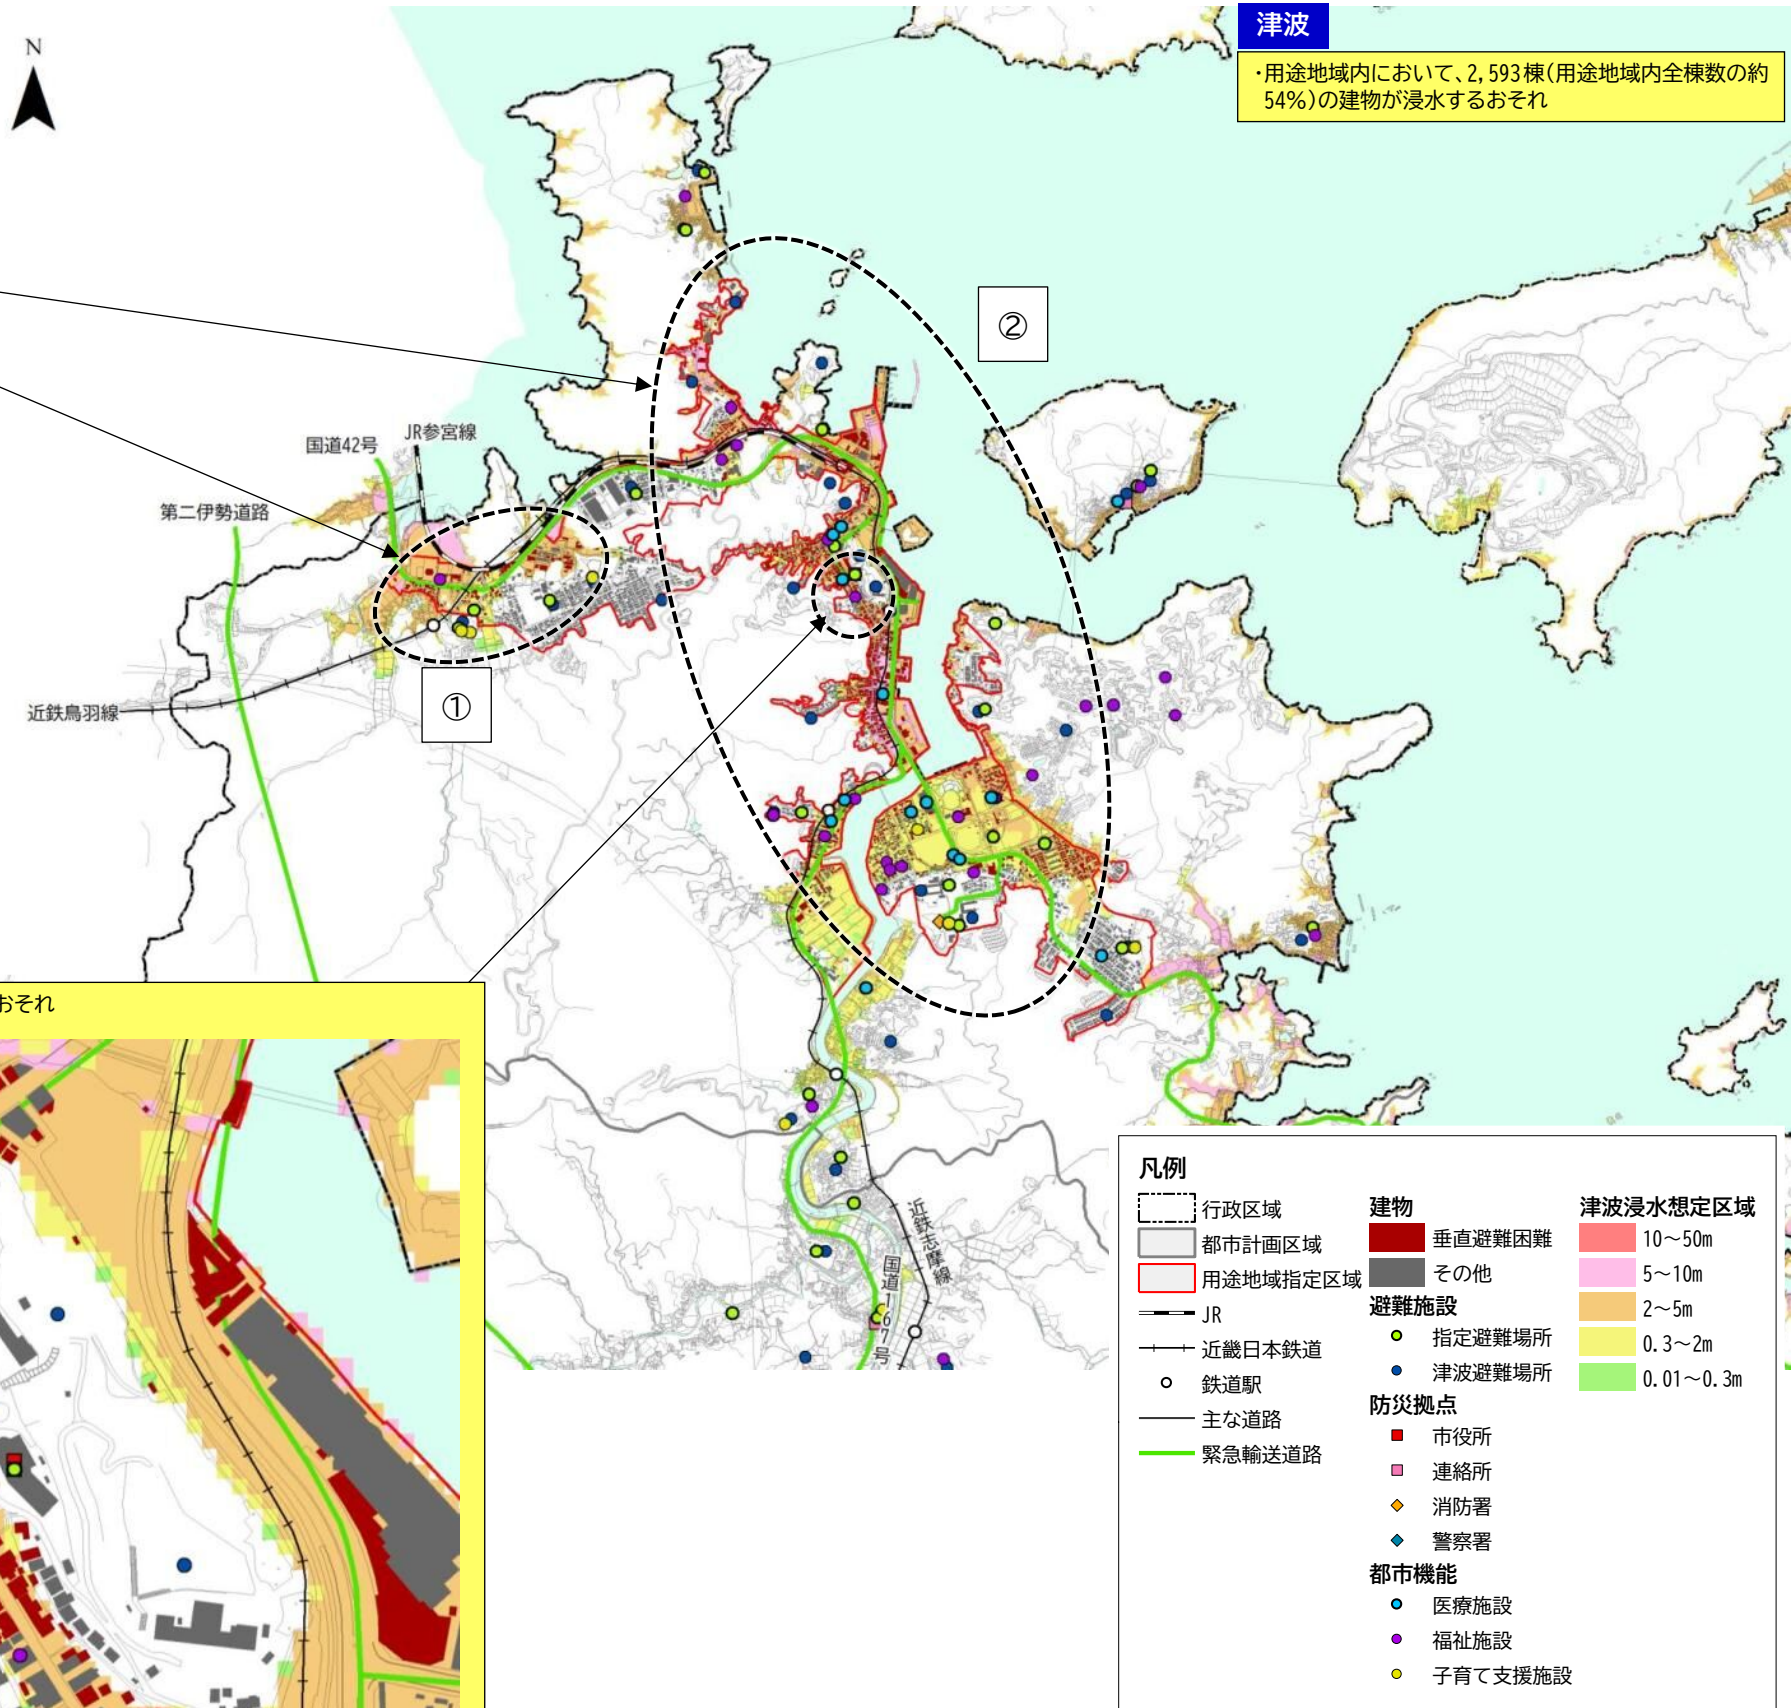 津波
・用途地域内において、2,593棟(用途地域内全棟数の約
54%)の建物が浸水するおそれ
N
②
国道42号
JR参宮線
第二伊勢道路
近鉄鳥羽線
①
おそれ
近鉄志摩線
国道167号
凡例
行政区域
都市計画区域
用途地域指定区域
JR
近畿日本鉄道
鉄道駅
主な道路
緊急輸送道路
建物
垂直避難困難
その他
避難施設
指定避難場所
津波避難場所
防災拠点
市役所
連絡所
消防署
警察署
都市機能
医療施設
福祉施設
子育て支援施設
津波浸水想定区域
10～50m
5～10m
2～5m
0.3～2m
0.01～0.3m